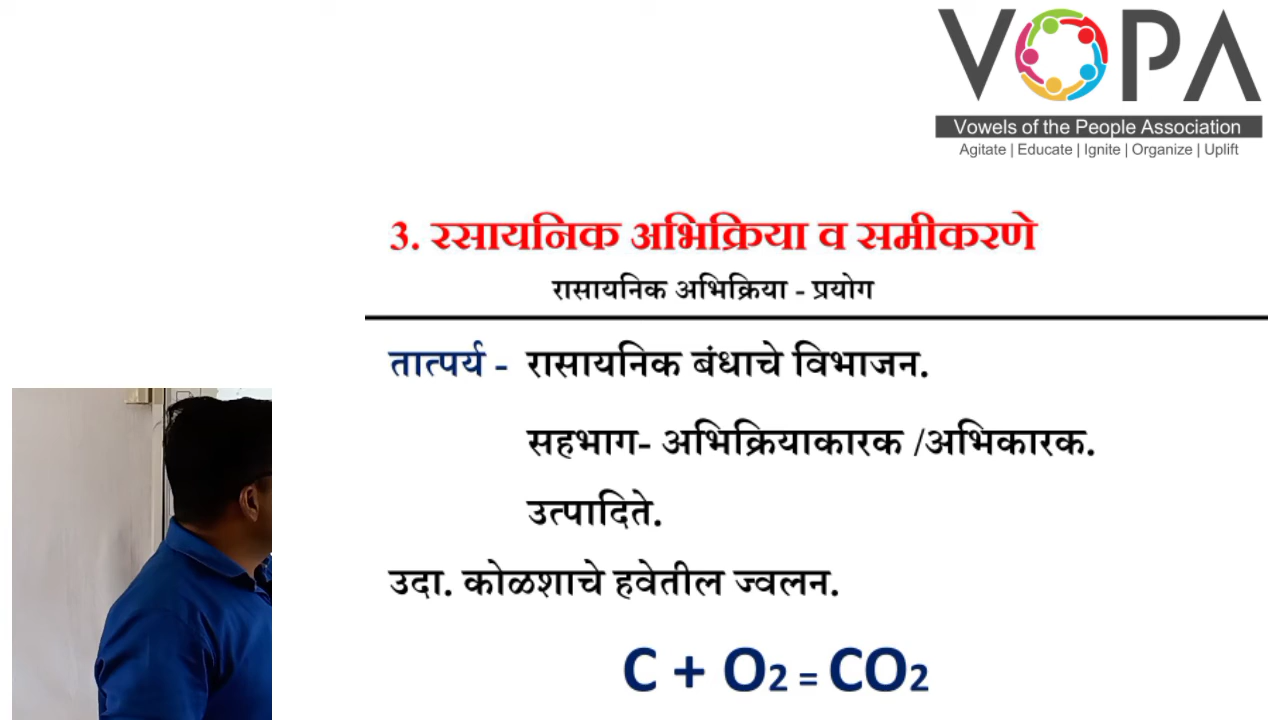 VOPA
Vowels of the People Association
Agitate | Educate | Ignite | Organize | Uplift
3. रसायनिक अभिक्रिया व समीकरणे
रासायनिक अभिक्रिया - प्रयोग
तात्पर्य - रासायनिक बंधाचे विभाजन.
सहभाग- अभिक्रियाकारक /अभिकारक.
उत्पादिते.
उदा. कोळशाचे हवेतील ज्वलन.
C + O2 = CO2